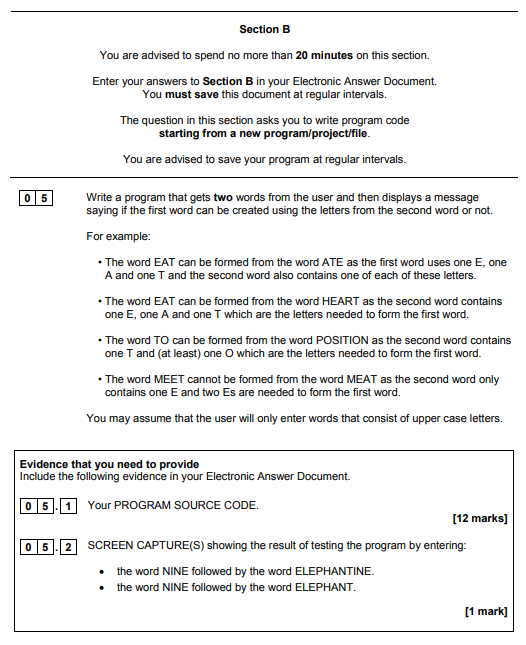 Section B
You are advised to spend no more than 20 minutes on this section.
Enter your answers to Section B in your Electronic Answer Document.
You must save this document at regular intervals.
The question in this section asks you to write program code
starting from a new program/project/file.
You are advised to save your program at regular intervals.
0 5 Write a program that gets two words from the user and then displays a message
saying if the first word can be created using the letters from the second word or not.
For example:
• The word EAT can be formed from the word ATE as the first word uses one E, one
A and one T and the second word also contains one of each of these letters.
• The word EAT can be formed from the word HEART as the second word contains
one E, one A and one T which are the letters needed to form the first word.
• The word TO can be formed from the word POSITION as the second word contains
one T and (at least) one O which are the letters needed to form the first word.
• The word MEET cannot be formed from the word MEAT as the second word only
contains one E and two Es are needed to form the first word.
You may assume that the user will only enter words that consist of upper case letters.
Evidence that you need to provide
Include the following evidence in your Electronic Answer Document.
0 5 . 1 Your PROGRAM SOURCE CODE.
[12 marks]
0 5 . 2 SCREEN CAPTURE(S) showing the result of testing the program by entering:
• the word NINE followed by the word ELEPHANTINE.
• the word NINE followed by the word ELEPHANT.
[1 mark]